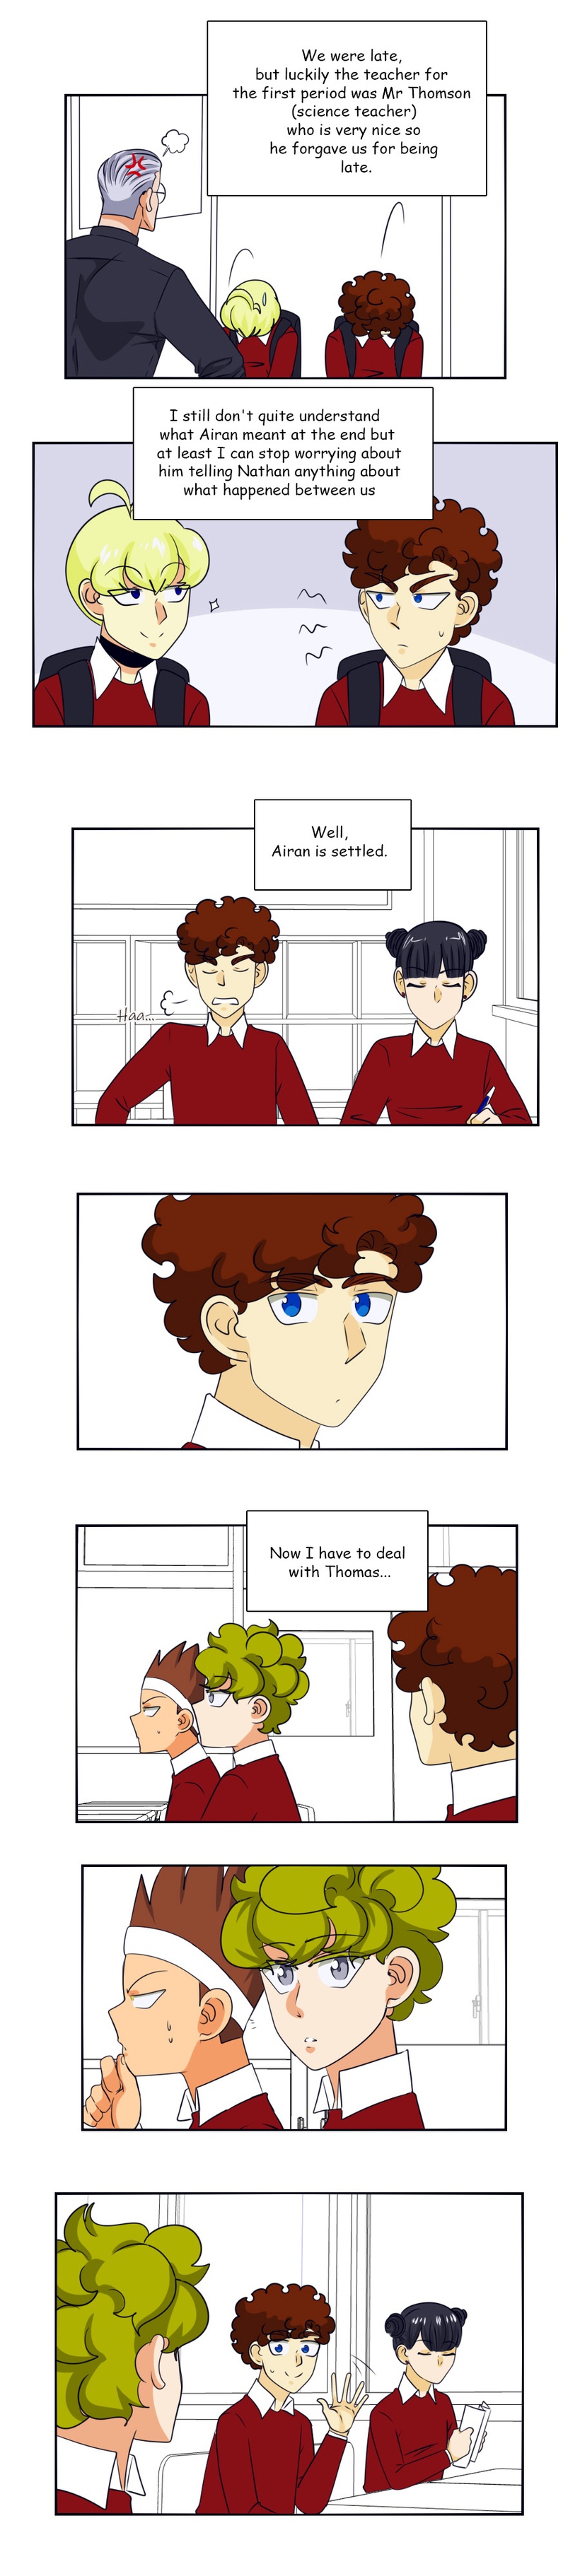 We were late,
but luckily the teacher for
the first period was Mr Thomson
(science teacher)
who is very nice so
he forgave us for being
late.
I still don't quite understand
what Airan meant at the end but
at least I can stop worrying about
him telling Nathan anything about
what happened between us
Well,
Airan is settled.
Haa...
Now I have to deal
with Thomas...